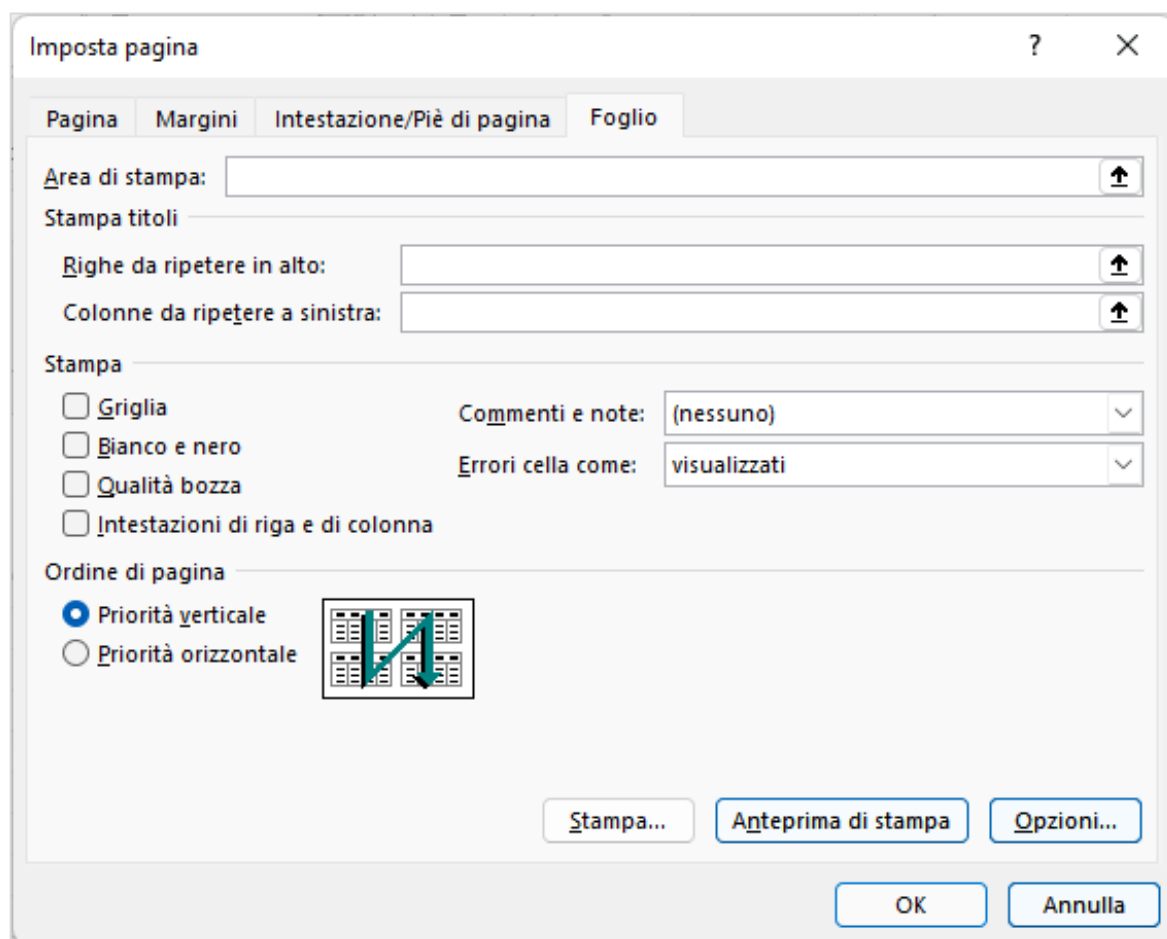 Imposta pagina
Pagina Margini Intestazione/Piè di pagina Foglio
Area di stampa:
Stampa titoli
Righe da ripetere in alto:
Colonne da ripetere a sinistra:
Stampa
Griglia
Bianco e nero
Qualità bozza
Intestazioni di riga e di colonna
Commenti e note: (nessuno)
Errori cella come: visualizzati
Ordine di pagina
Priorità verticale
Priorità orizzontale
Stampa... Anteprima di stampa Opzioni...
OK Annulla